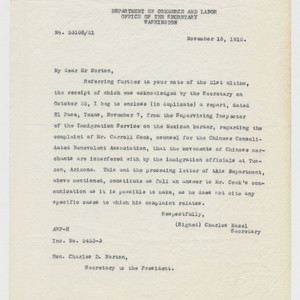 DEPARTMENT OF COMMERCE AND LABOR
OFFICE OF THE SECRETARY
WASHINGTON
No. 53108/21
November 16, 1910.
My dear Mr Norton,
Referring further to your note of the 21st ultimo,
the receipt of which was acknowledged by the Secretary on
October 22, I beg to enclose (in duplicate) a report, dated
El Paso, Texas, November 7, from the Supervising Inspector
of the Immigration Service on the Mexican border, regarding the
complaint of Mr. Carroll Cook, counsel for the Chinese Consoli-
dated Benevolent Association, that the movements of Chinese mer-
chants are interfered with by the immigration officials at Tuc-
son, Arizona. This and the preceding letter of this Department,
above mentioned, constitute as full an answer to Mr. Cook's com-
munication as it is possible to make, as he does not cite any
specific cases to which his complaint relates.
Respectfully,
(Signed) Charles Nagel
Secretary
Inc. No. 5453-3
Hon. Charles D. Norton,
Secretary to the President.